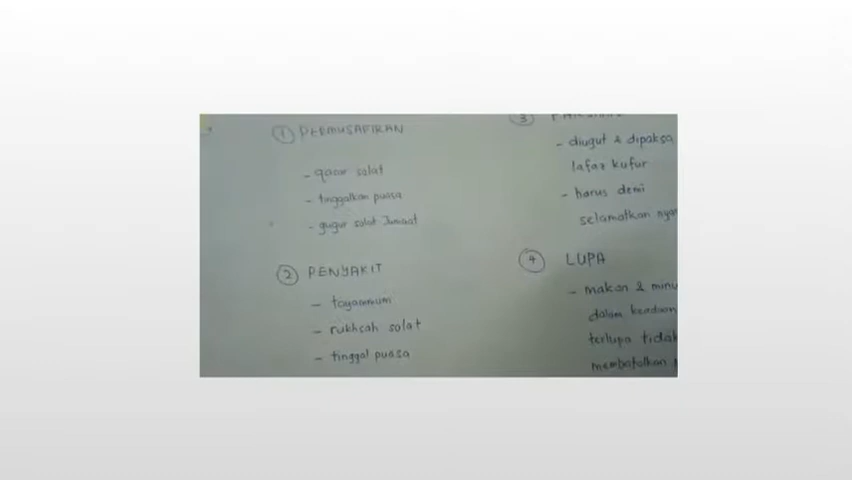 ① PERMUSAFIRAN
- qasar solat
- tinggalkan puasa
- gugur solat Jumaat
② PENYAKIT
- tayammum
- rukhsah solat
- tinggal puasa
③
- diugut & dipaksa
lafaz kufur
- harus demi
selamatkan
④ LUPA
- makan &
dalam keadaan
terlupa tidak
membatalkan